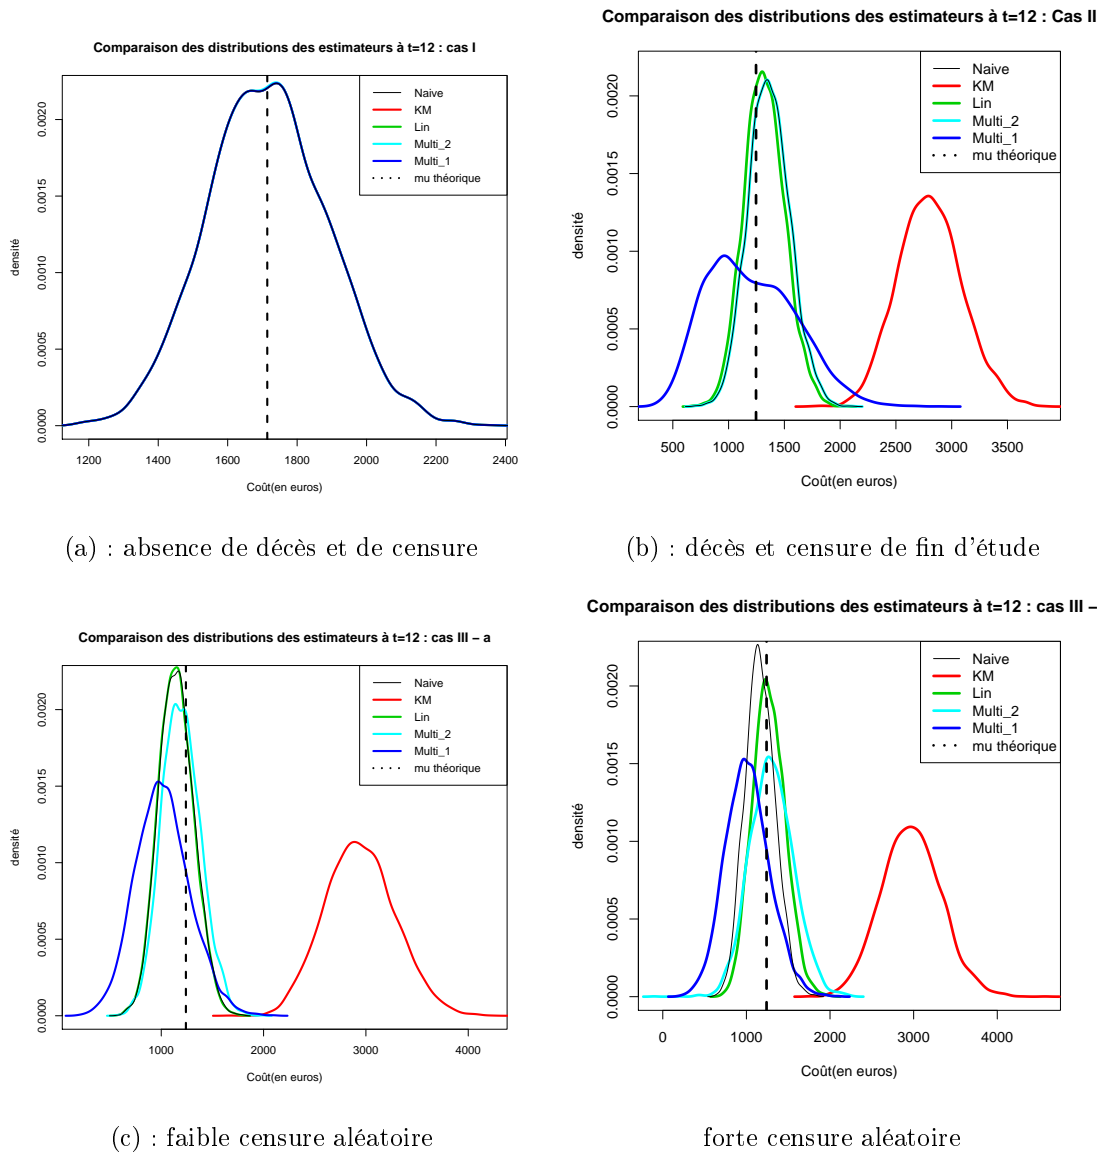 Comparaison des distributions des estimateurs à t=12 : cas I
densité
0.0000 0.0005 0.0010 0.0015 0.0020
Naive
KM
Lin
Multi_2
Multi_1
mu théorique
1200 1400 1600 1800 2000 2200 2400
Coût(en euros)
(a) : absence de décès et de censure
Comparaison des distributions des estimateurs à t=12 : Cas II
densité
0.0000 0.0005 0.0010 0.0015 0.0020
Naive
KM
Lin
Multi_2
Multi_1
mu théorique
500 1000 1500 2000 2500 3000 3500
Coût(en euros)
(b) : décès et censure de fin d'étude
Comparaison des distributions des estimateurs à t=12 : cas III – a
densité
0.0000 0.0005 0.0010 0.0015 0.0020
Naive
KM
Lin
Multi_2
Multi_1
mu théorique
1000 2000 3000 4000
Coût(en euros)
(c) : faible censure aléatoire
Comparaison des distributions des estimateurs à t=12 : cas III –
densité
0.0000 0.0005 0.0010 0.0015 0.0020
Naive
KM
Lin
Multi_2
Multi_1
mu théorique
0 1000 2000 3000 4000
Coût(en euros)
forte censure aléatoire